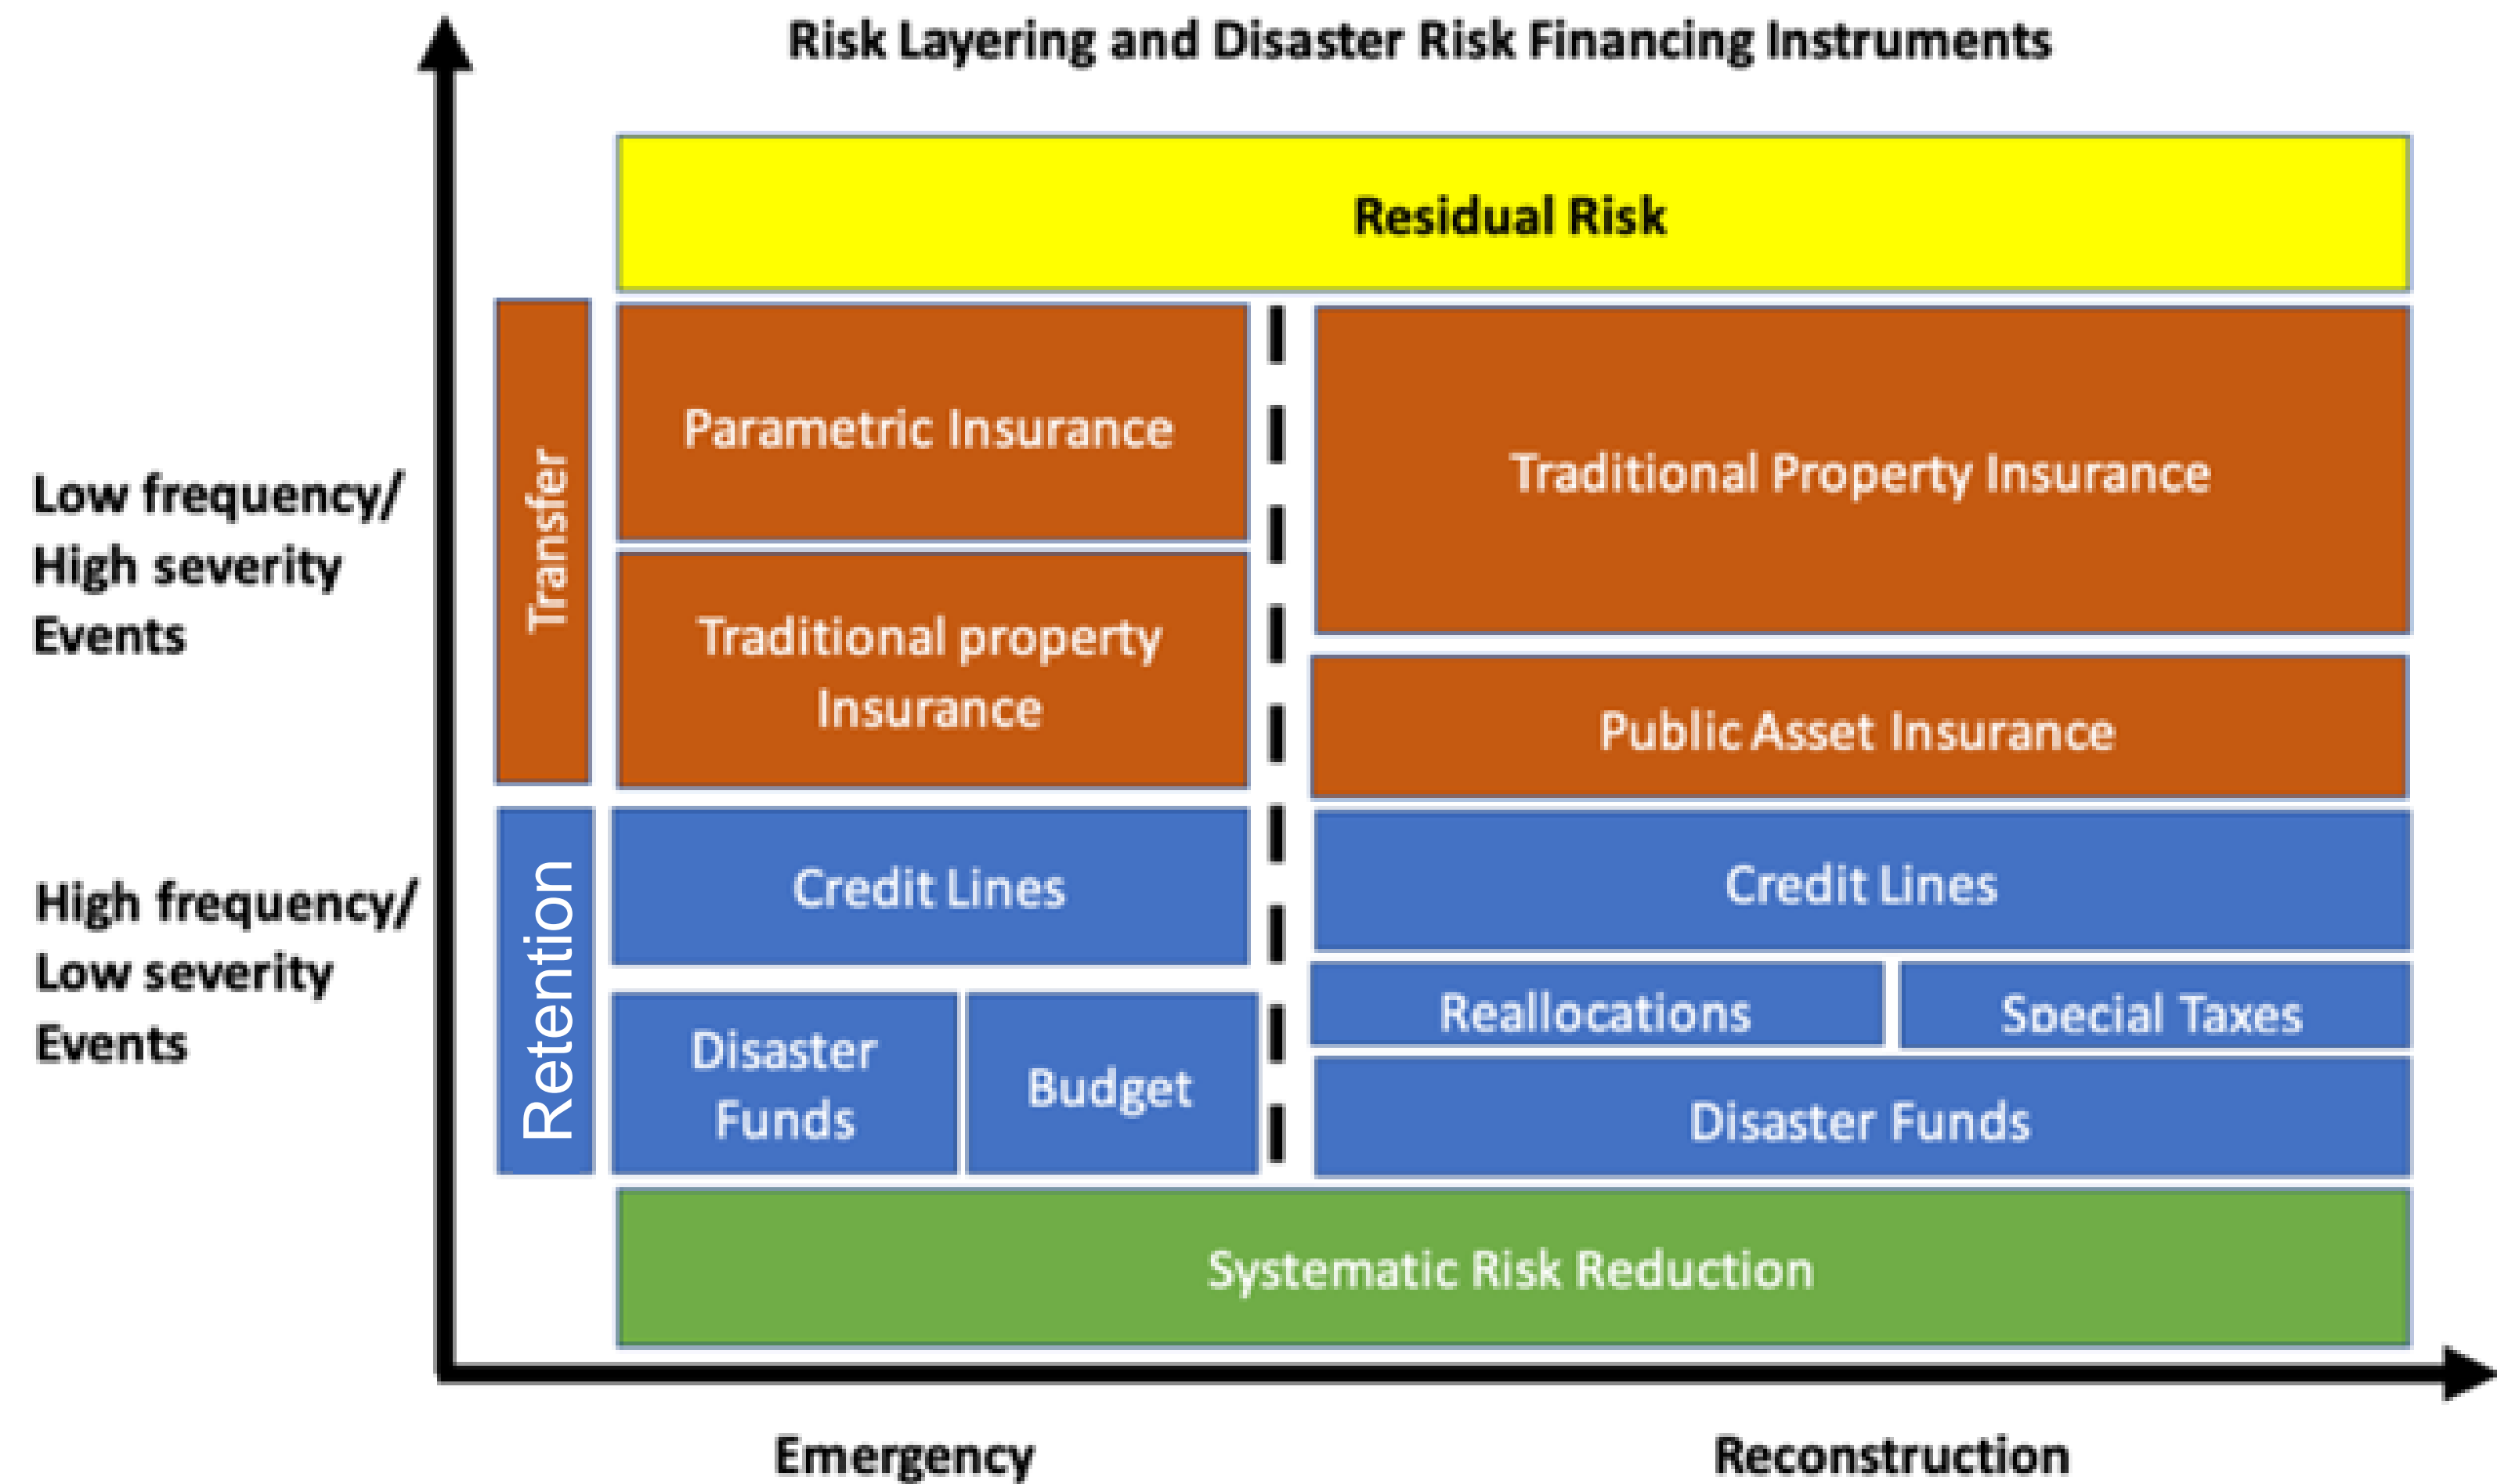 Risk Layering and Disaster Risk Financing Instruments
Residual Risk
Low frequency/
High severity
Events
Transfer
Parametric Insurance
Traditional property
Insurance
Traditional Property Insurance
Public Asset Insurance
High frequency/
Low severity
Events
Retention
Credit Lines
Disaster
Funds
Budget
Credit Lines
Reallocations
Special Taxes
Disaster Funds
Systematic Risk Reduction
Emergency
Reconstruction